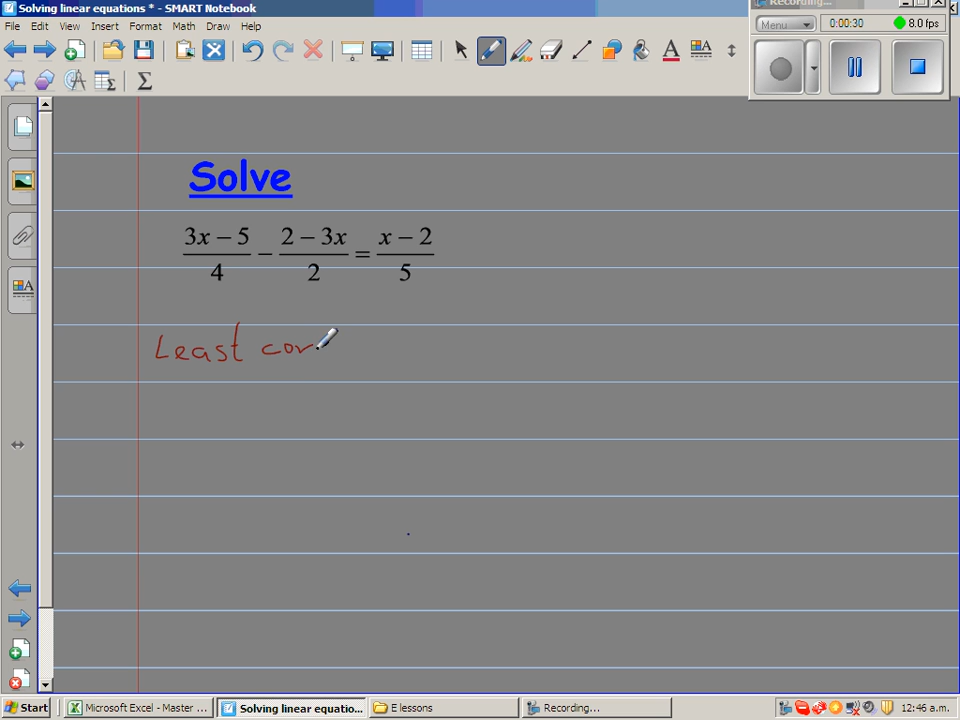 Solving linear equations * - SMART Notebook
Recording...
File Edit View Insert Format Math Draw Help
Menu 0:00:30 8.0 fps
Solve
(3x − 5)/4 − (2 − 3x)/2 = (x − 2)/5
Least com
Start Microsoft Excel - Master ... Solving linear equatio... E lessons Recording... 12:46 a.m.